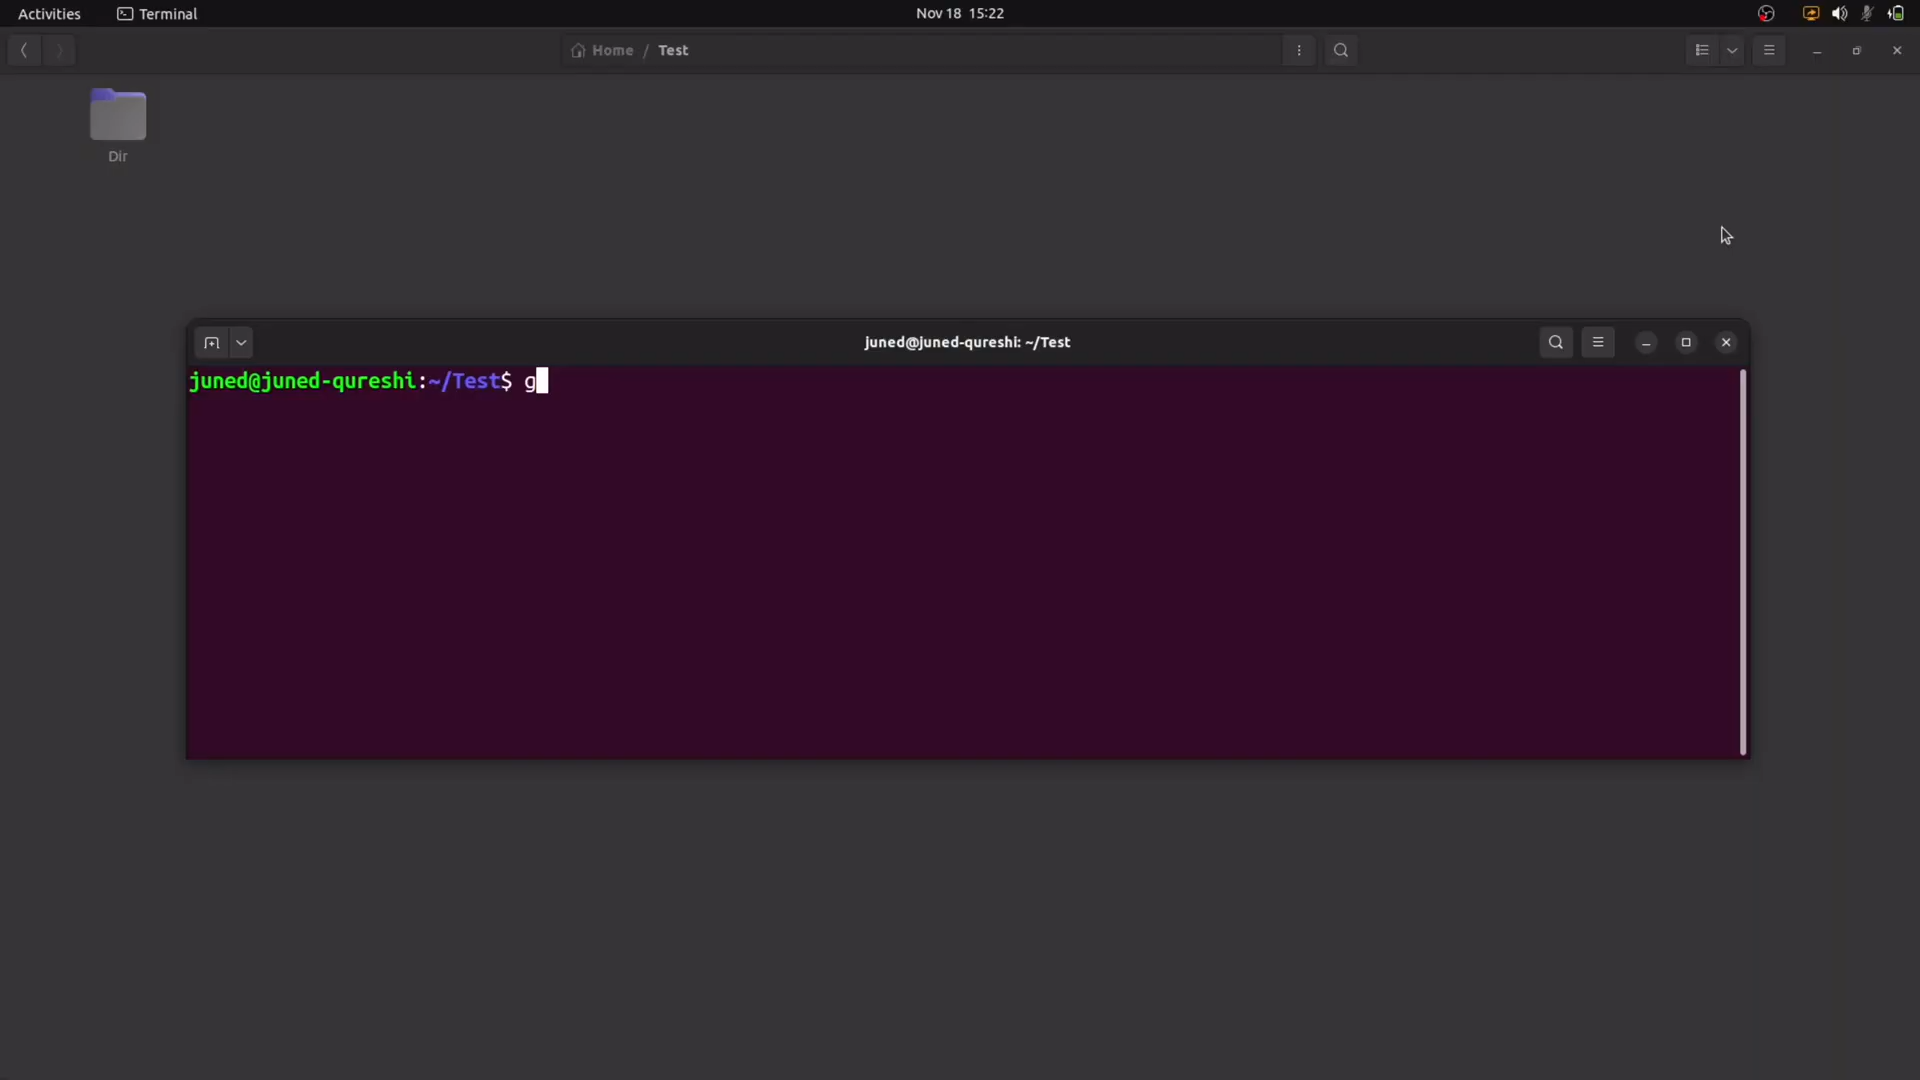 Activities
Terminal
Nov 18 15:22
Home / Test
Dir
juned@juned-qureshi: ~/Test
juned@juned-qureshi:~/Test$ g